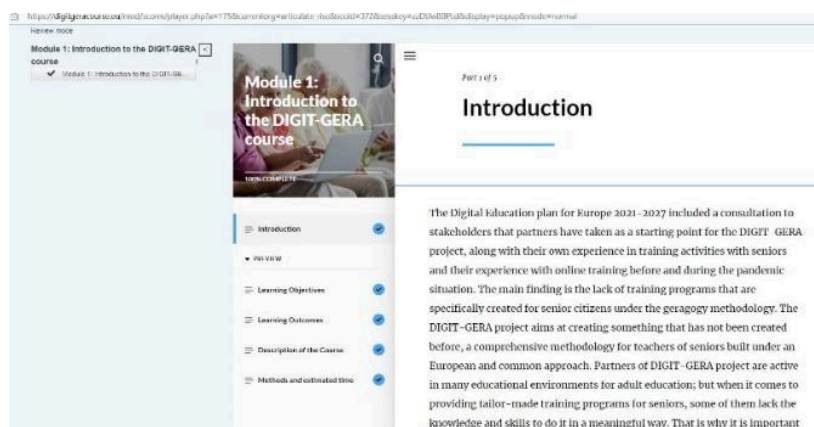 Review mode
Module 1: Introduction to the DIGIT-GERA
course
Module 1: Introduction to the DIGIT-GE...
Module 1:
Introduction to
the DIGIT-GERA
course
100% COMPLETE
Introduction
PREVIEW
Learning Objectives
Learning Outcomes
Description of the Course
Methods and estimated time
Part 1 of 5
Introduction
The Digital Education plan for Europe 2021-2027 included a consultation to
stakeholders that partners have taken as a starting point for the DIGIT-GERA
project, along with their own experience in training activities with seniors
and their experience with online training before and during the pandemic
situation. The main finding is the lack of training programs that are
specifically created for senior citizens under the geragogy methodology. The
DIGIT-GERA project aims at creating something that has not been created
before, a comprehensive methodology for teachers of seniors built under an
European and common approach. Partners of DIGIT-GERA project are active
in many educational environments for adult education; but when it comes to
providing tailor-made training programs for seniors, some of them lack the
knowledge and skills to do it in a meaningful way. That is why it is important